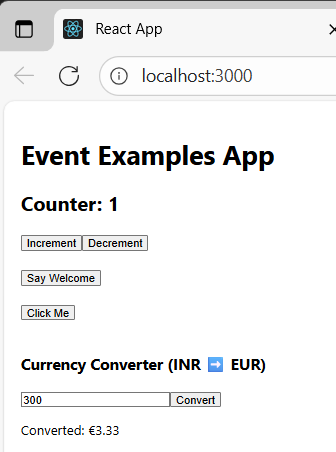 React App
localhost:3000
Event Examples App
Counter: 1
Increment Decrement
Say Welcome
Click Me
Currency Converter (INR ➡️ EUR)
300 Convert
Converted: €3.33